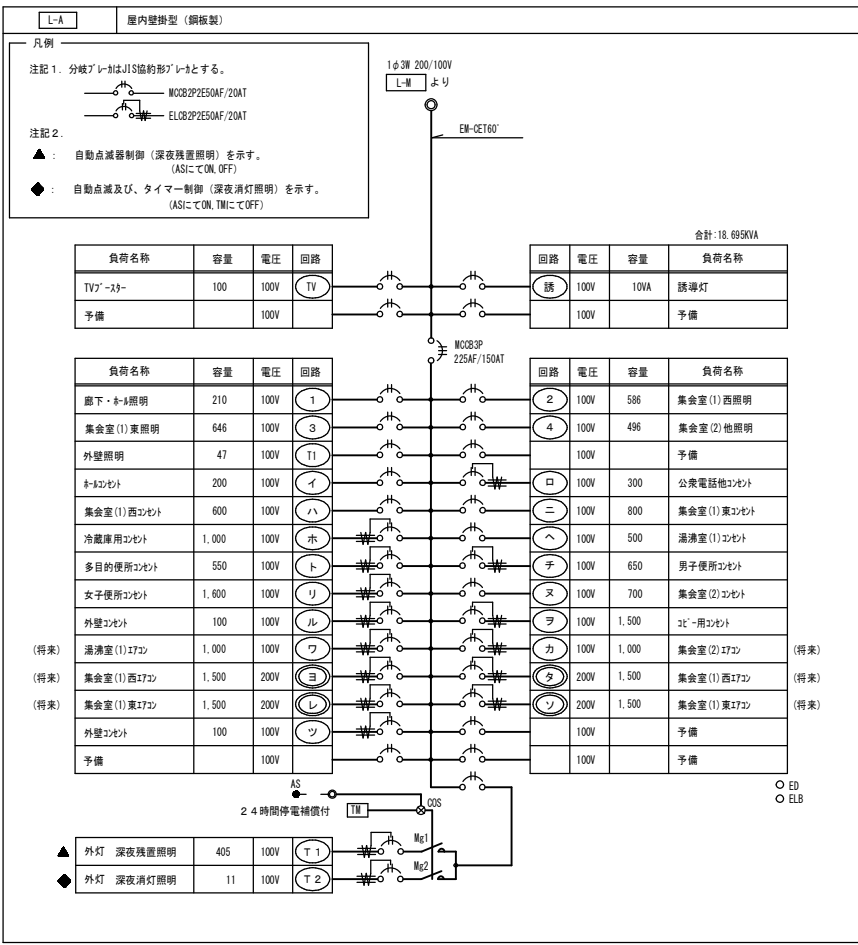 L-A 屋内壁掛型（鋼板製）
凡例
注記１．分岐ﾌﾞﾚｰｶはJIS協約形ﾌﾞﾚｰｶとする。
MCCB2P2E50AF/20AT
ELCB2P2E50AF/20AT
注記２．
▲： 自動点滅器制御（深夜残置照明）を示す。
（ASにてON,OFF）
◆： 自動点滅及び、タイマー制御（深夜消灯照明）を示す。
（ASにてON,TMにてOFF）
1φ3W 200/100V
L-M より
EM-CET60°
合計:18.695KVA
負荷名称 容量 電圧 回路
TVﾌﾞｰｽﾀｰ 100 100V TV
予備 100V
回路 電圧 容量 負荷名称
誘 100V 10VA 誘導灯
100V 予備
MCCB3P
225AF/150AT
負荷名称 容量 電圧 回路
廊下・ﾎｰﾙ照明 210 100V 1
集会室(1)東照明 646 100V 3
外壁照明 47 100V T1
ﾎｰﾙｺﾝｾﾝﾄ 200 100V イ
集会室(1)西ｺﾝｾﾝﾄ 600 100V ハ
冷蔵庫用ｺﾝｾﾝﾄ 1.000 100V ホ
多目的便所ｺﾝｾﾝﾄ 550 100V ト
女子便所ｺﾝｾﾝﾄ 1.600 100V リ
外壁ｺﾝｾﾝﾄ 100 100V ル
（将来） 湯沸室(1)ｴｱｺﾝ 1.000 100V ワ
（将来） 集会室(1)西ｴｱｺﾝ 1.500 200V ヨ
（将来） 集会室(1)東ｴｱｺﾝ 1.500 200V レ
外壁ｺﾝｾﾝﾄ 100 100V ツ
予備 100V
回路 電圧 容量 負荷名称
2 100V 586 集会室(1)西照明
4 100V 496 集会室(2)他照明
100V 予備
ロ 100V 300 公衆電話他ｺﾝｾﾝﾄ
ニ 100V 800 集会室(1)東ｺﾝｾﾝﾄ
ヘ 100V 500 湯沸室(1)ｺﾝｾﾝﾄ
チ 100V 650 男子便所ｺﾝｾﾝﾄ
ヌ 100V 700 集会室(2)ｺﾝｾﾝﾄ
ヲ 100V 1.500 ｺﾋﾟｰ用ｺﾝｾﾝﾄ
カ 100V 1.000 集会室(2)ｴｱｺﾝ （将来）
タ 200V 1.500 集会室(1)西ｴｱｺﾝ （将来）
ソ 200V 1.500 集会室(1)東ｴｱｺﾝ （将来）
100V 予備
100V 予備
ED
ELB
AS
２４時間停電補償付 TM COS
Mg1
▲ 外灯 深夜残置照明 405 100V T1
Mg2
◆ 外灯 深夜消灯照明 11 100V T2